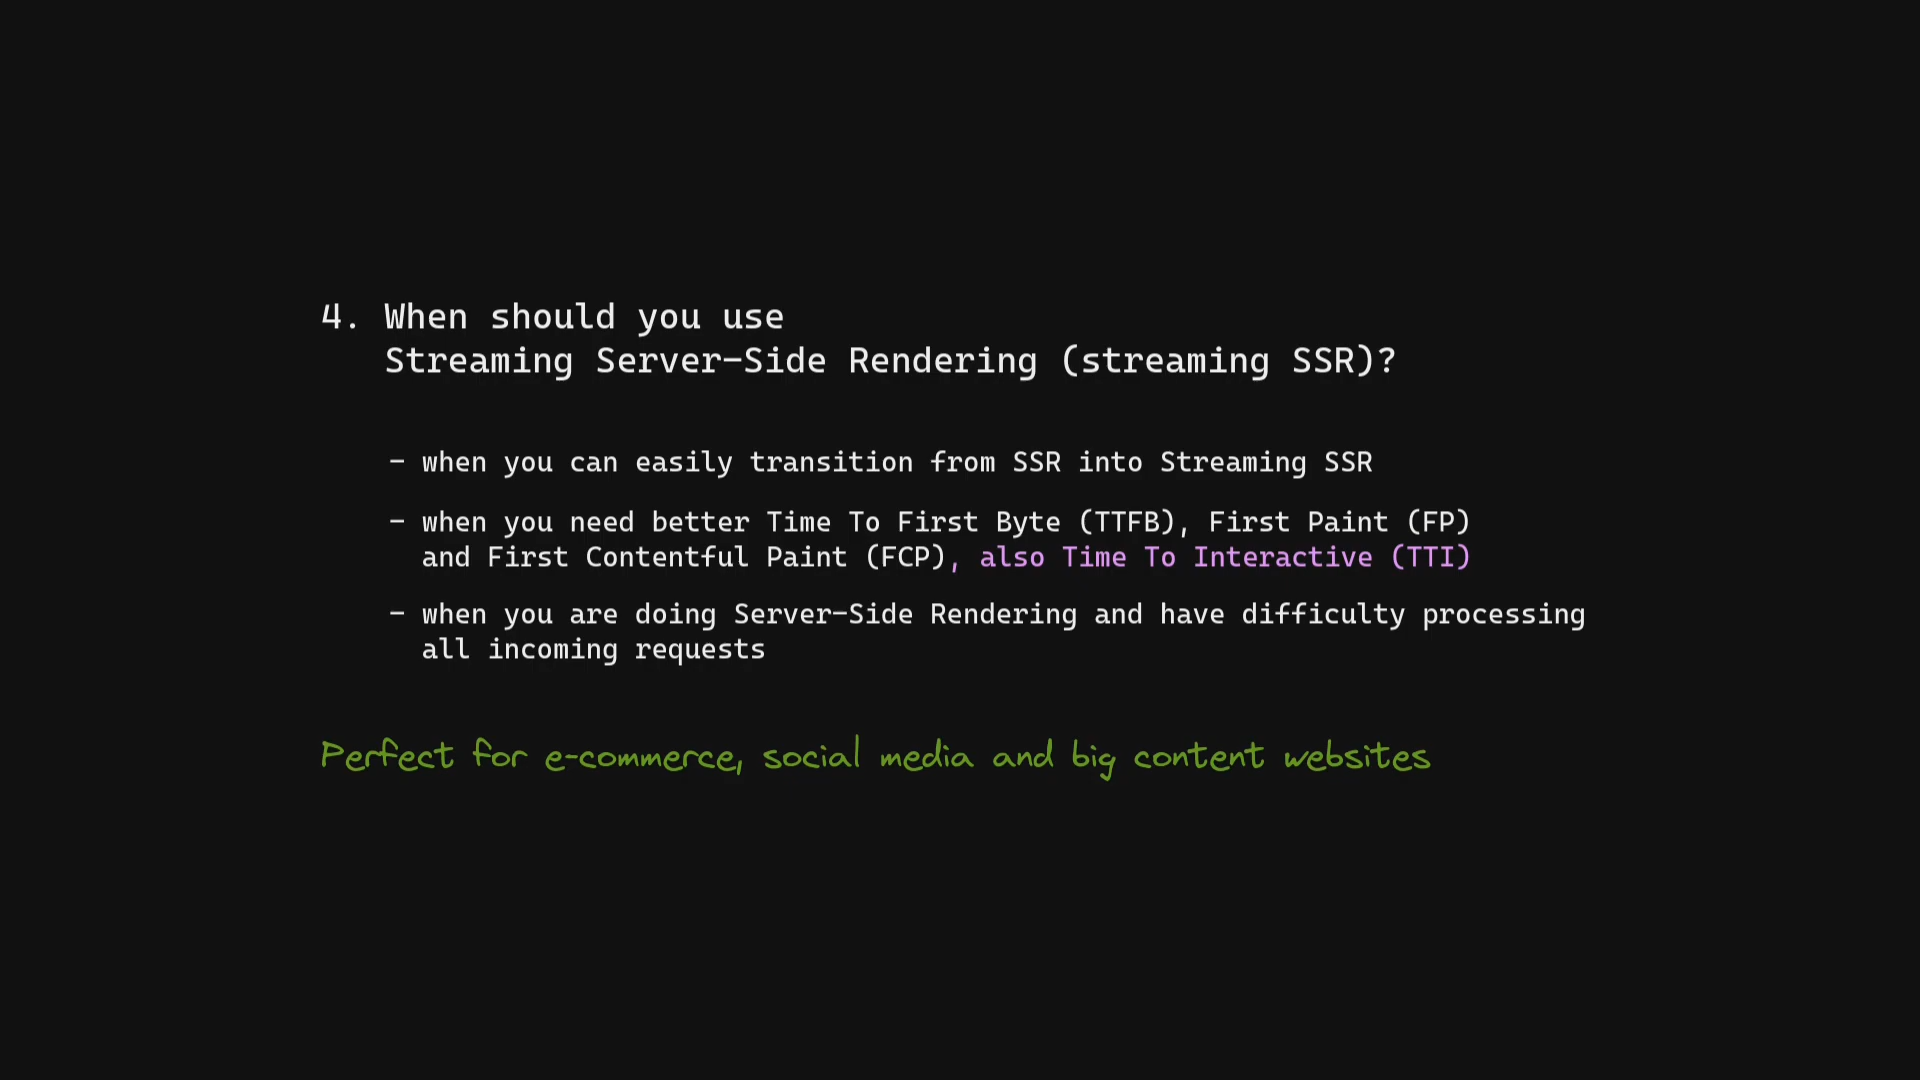 4. When should you use
Streaming Server-Side Rendering (streaming SSR)?
- when you can easily transition from SSR into Streaming SSR
- when you need better Time To First Byte (TTFB), First Paint (FP)
and First Contentful Paint (FCP), also Time To Interactive (TTI)
- when you are doing Server-Side Rendering and have difficulty processing
all incoming requests
Perfect for e-commerce, social media and big content websites